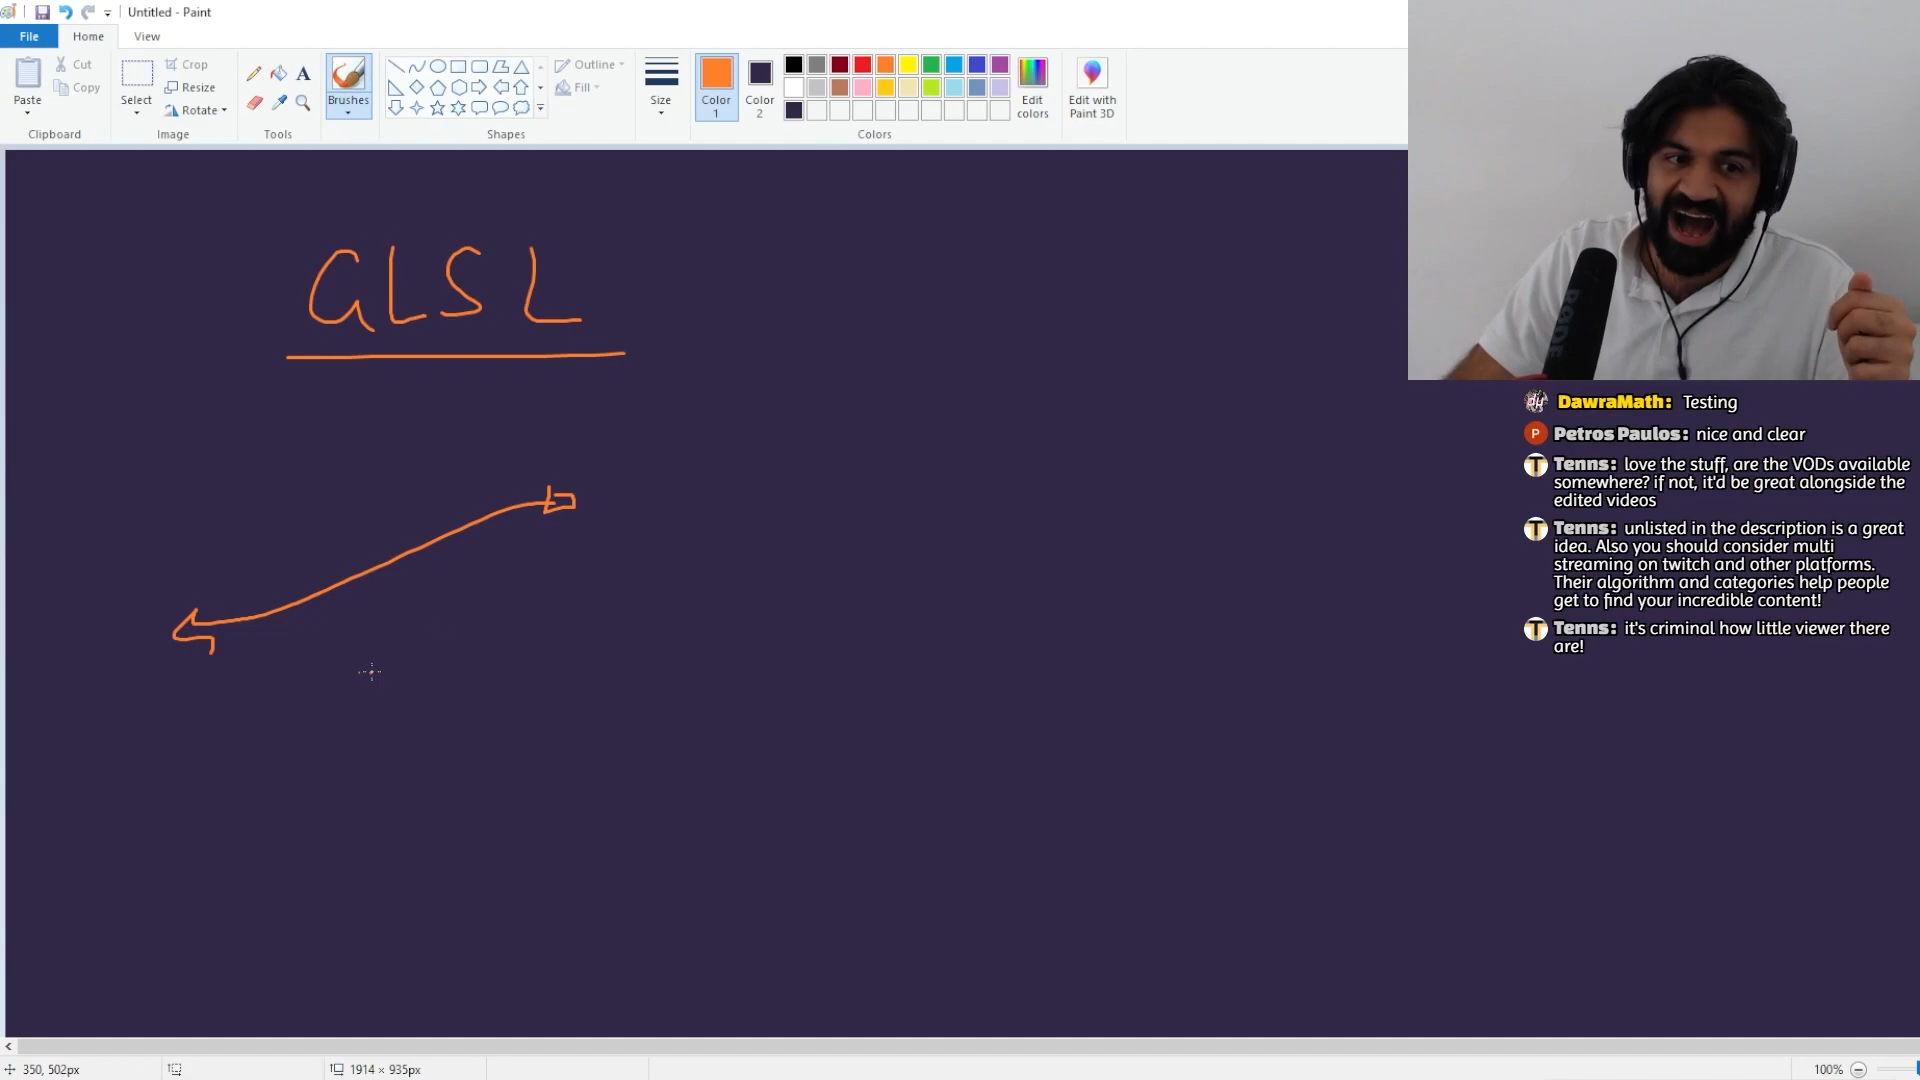 Untitled - Paint
File Home View
Paste
Cut
Copy
Clipboard
Select
Crop
Resize
Rotate
Image
A
Tools
Brushes
Shapes
Outline
Fill
Size
Color 1
Color 2
Edit colors
Edit with Paint 3D
Colors
GLSL
RODE
DawraMath: Testing
P Petros Paulos: nice and clear
T Tenns: love the stuff, are the VODs available
somewhere? if not, it'd be great alongside the
edited videos
T Tenns: unlisted in the description is a great
idea. Also you should consider multi
streaming on twitch and other platforms.
Their algorithm and categories help people
get to find your incredible content!
T Tenns: it's criminal how little viewer there
are!
350, 502px
1914 × 935px
100%